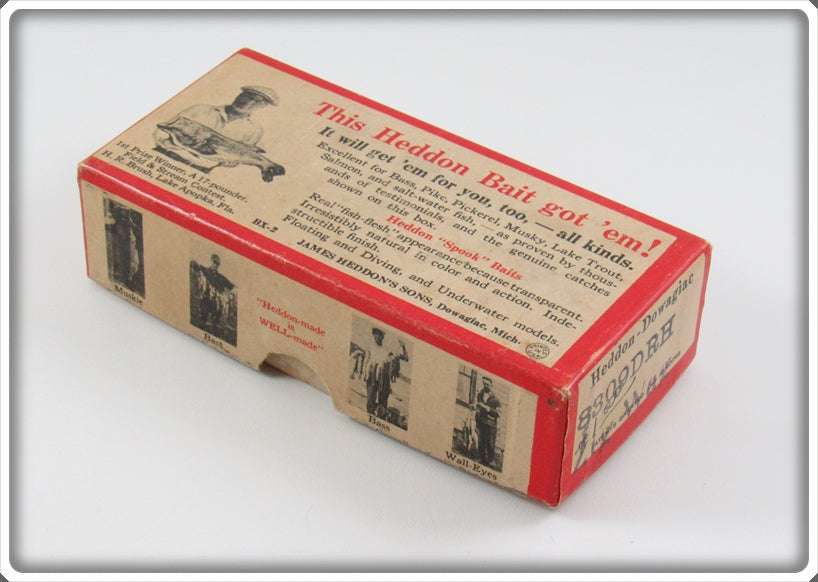 1st Prize Winner. A 17-pounder.
Field & Stream Contest.
H. R. Brush, Lake Apopka, Fla.
This Heddon Bait got 'em!
It will get 'em for you, too,—all kinds.
Excellent for Bass, Pike, Pickerel, Musky, Lake Trout,
Salmon, and salt-water fish,—as proven by thous-
ands of testimonials, and the genuine catches
shown on this box.
Heddon "Spook" Baits
Real "fish-flesh" appearance because transparent.
Irresistibly natural in color and action. Inde-
structible finish.
Floating and Diving, and Underwater models.
JAMES HEDDON'S SONS, Dowagiac, Mich.
BX-2
Muskie
Bass
"Heddon-made
is
WELL-made"
Bass
Wall-Eyes
Heddon-Dowagiac